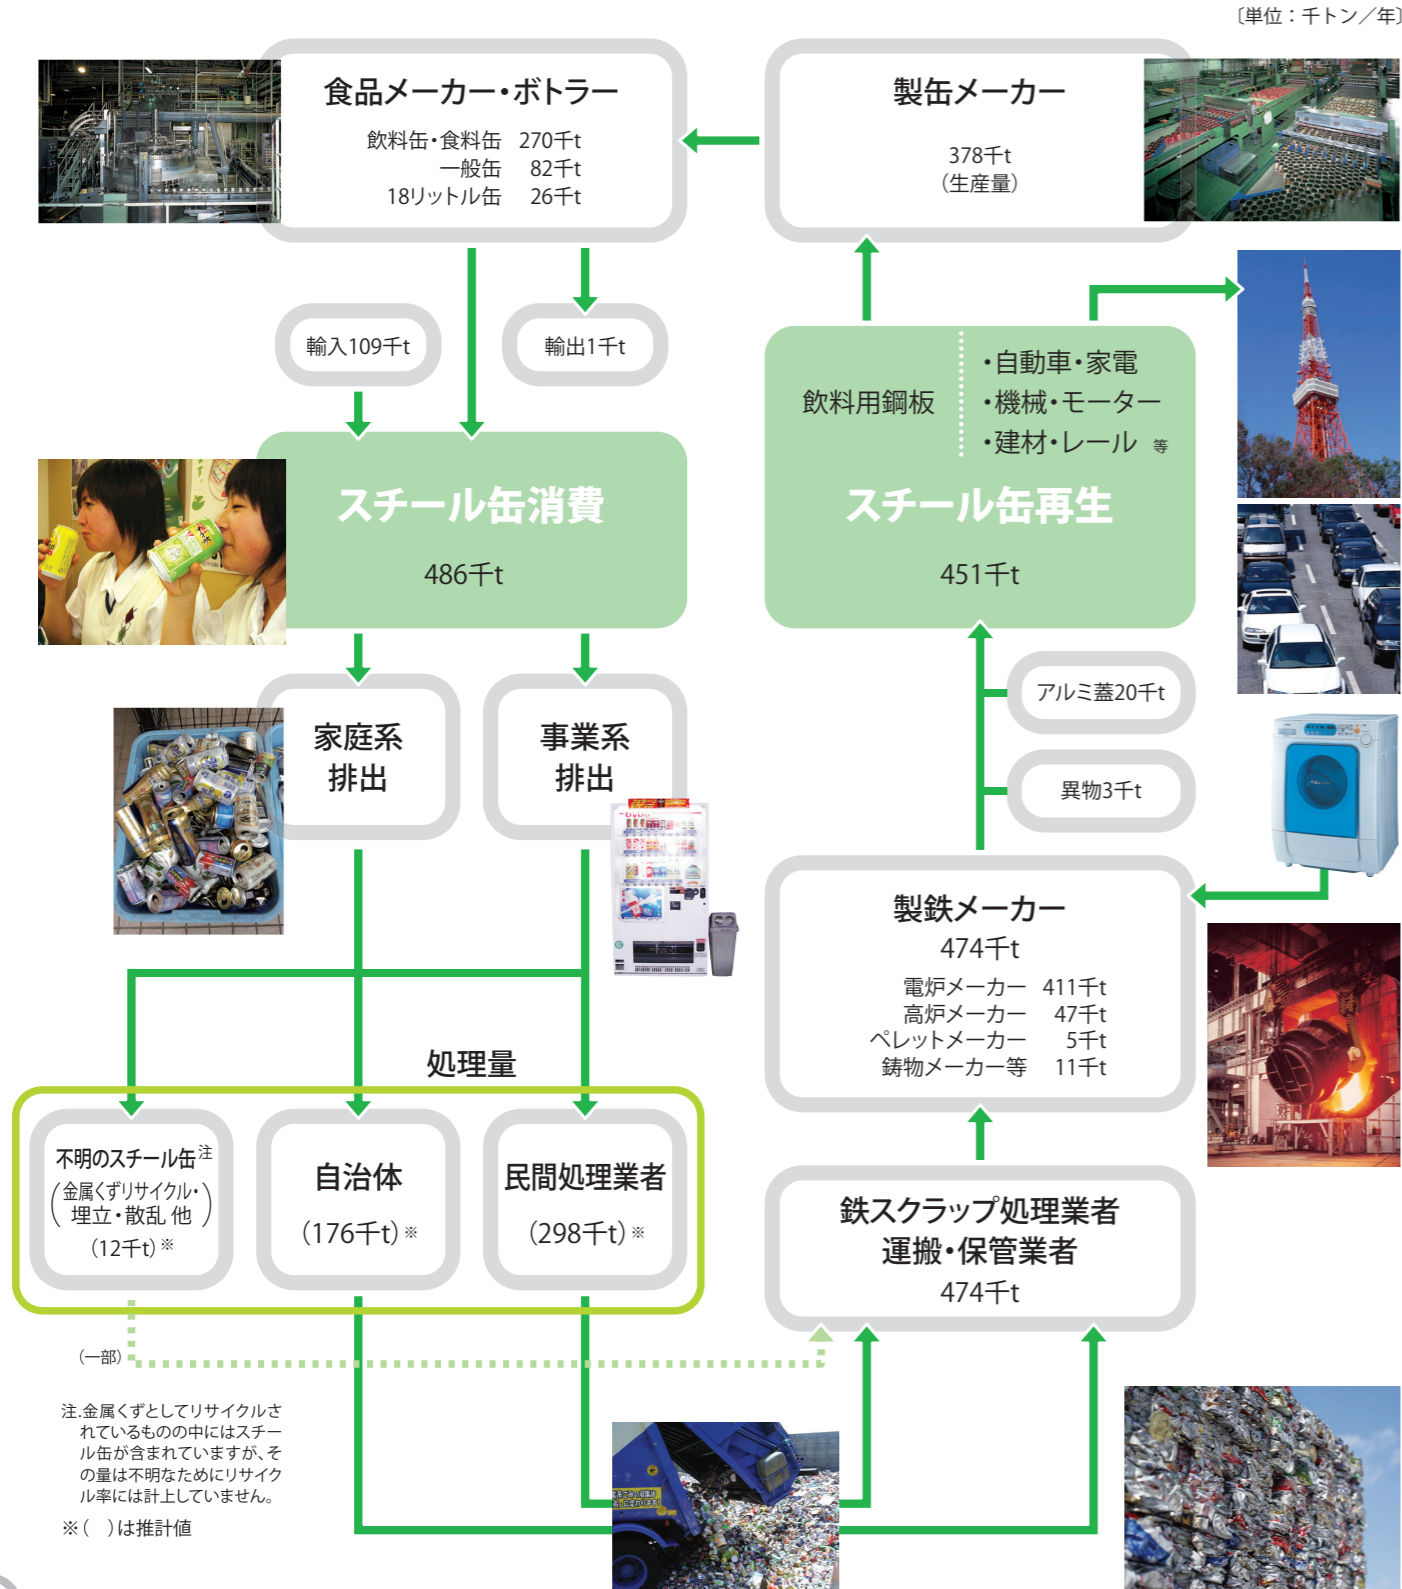 〔単位：千トン／年〕
食品メーカー・ボトラー
飲料缶・食料缶 270千t
一般缶 82千t
18リットル缶 26千t
製缶メーカー
378千t
（生産量）
輸入109千t
輸出1千t
飲料用鋼板
・自動車・家電
・機械・モーター
・建材・レール 等
スチール缶消費
486千t
スチール缶再生
451千t
アルミ蓋20千t
異物3千t
家庭系
排出
事業系
排出
製鉄メーカー
474千t
電炉メーカー 411千t
高炉メーカー 47千t
ペレットメーカー 5千t
鋳物メーカー等 11千t
処理量
不明のスチール缶注
（金属くずリサイクル・
埋立・散乱 他）
（12千t）※
自治体
（176千t）※
民間処理業者
（298千t）※
鉄スクラップ処理業者
運搬・保管業者
474千t
（一部）
注.金属くずとしてリサイクルさ
れているものの中にはスチー
ル缶が含まれていますが、そ
の量は不明なためにリサイク
ル率には計上していません。
※（ ）は推計値